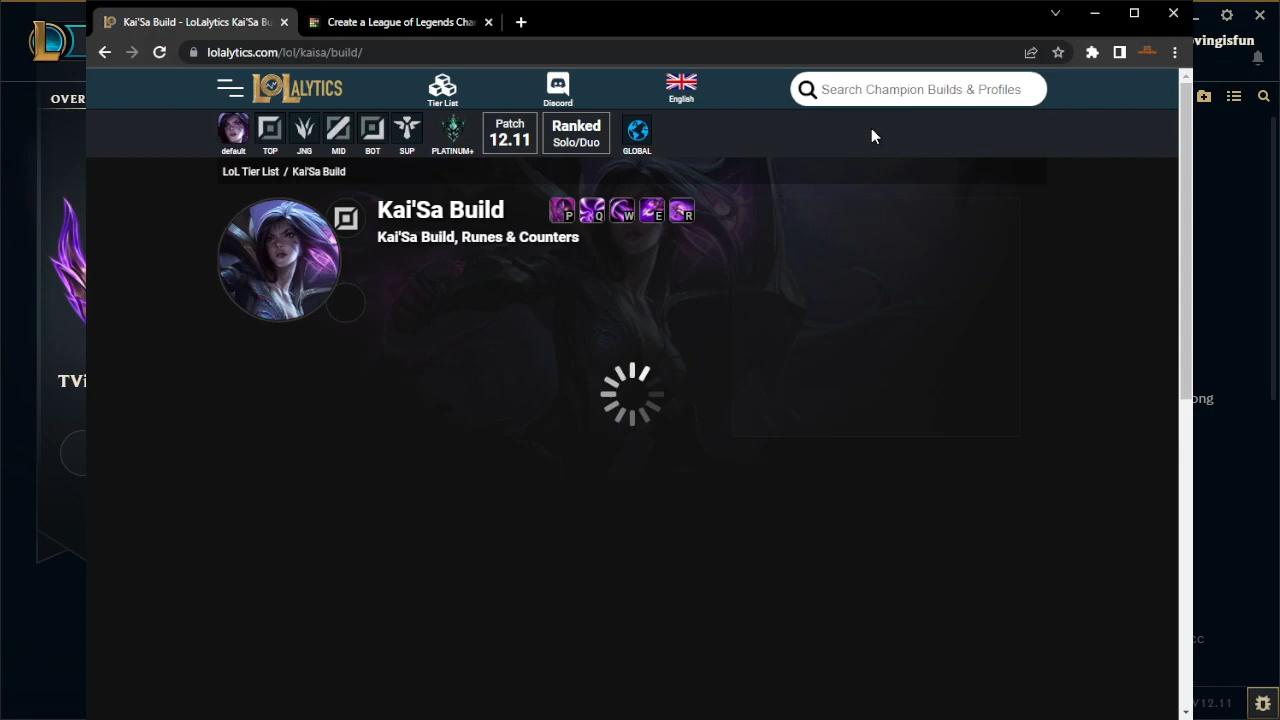 Kai'Sa Build - LoLalytics Kai'Sa Bu
Create a League of Legends Cha
lolalytics.com/lol/kaisa/build/
vingisfun
OVER
LOLALYTICS
Tier List
Discord
English
Search Champion Builds & Profiles
default
TOP
JNG
MID
BOT
SUP
PLATINUM+
Patch
12.11
Ranked
Solo/Duo
GLOBAL
LoL Tier List / Kai'Sa Build
Kai'Sa Build
P Q W E R
Kai'Sa Build, Runes & Counters
TVi
ong
cc
V12.11